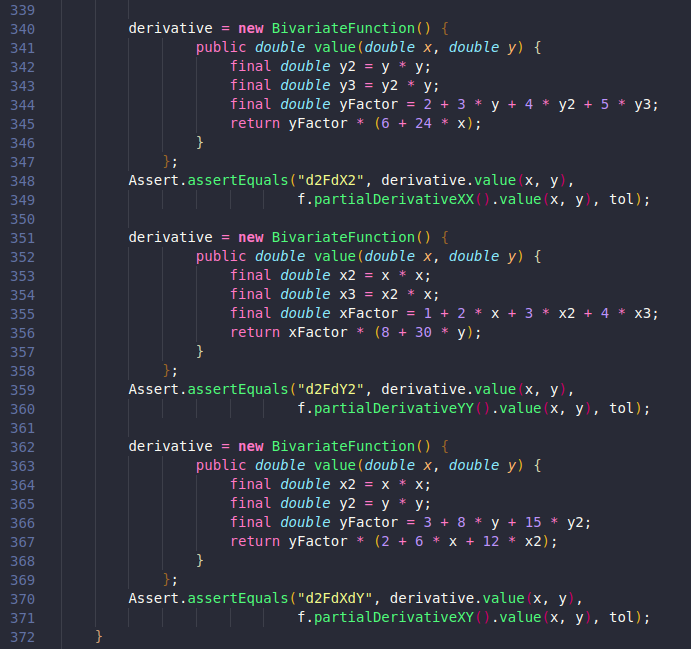 339
340 derivative = new BivariateFunction() {
341 public double value(double x, double y) {
342 final double y2 = y * y;
343 final double y3 = y2 * y;
344 final double yFactor = 2 + 3 * y + 4 * y2 + 5 * y3;
345 return yFactor * (6 + 24 * x);
346 }
347 };
348 Assert.assertEquals("d2FdX2", derivative.value(x, y),
349 f.partialDerivativeXX().value(x, y), tol);
350
351 derivative = new BivariateFunction() {
352 public double value(double x, double y) {
353 final double x2 = x * x;
354 final double x3 = x2 * x;
355 final double xFactor = 1 + 2 * x + 3 * x2 + 4 * x3;
356 return xFactor * (8 + 30 * y);
357 }
358 };
359 Assert.assertEquals("d2FdY2", derivative.value(x, y),
360 f.partialDerivativeYY().value(x, y), tol);
361
362 derivative = new BivariateFunction() {
363 public double value(double x, double y) {
364 final double x2 = x * x;
365 final double y2 = y * y;
366 final double yFactor = 3 + 8 * y + 15 * y2;
367 return yFactor * (2 + 6 * x + 12 * x2);
368 }
369 };
370 Assert.assertEquals("d2FdXdY", derivative.value(x, y),
371 f.partialDerivativeXY().value(x, y), tol);
372 }